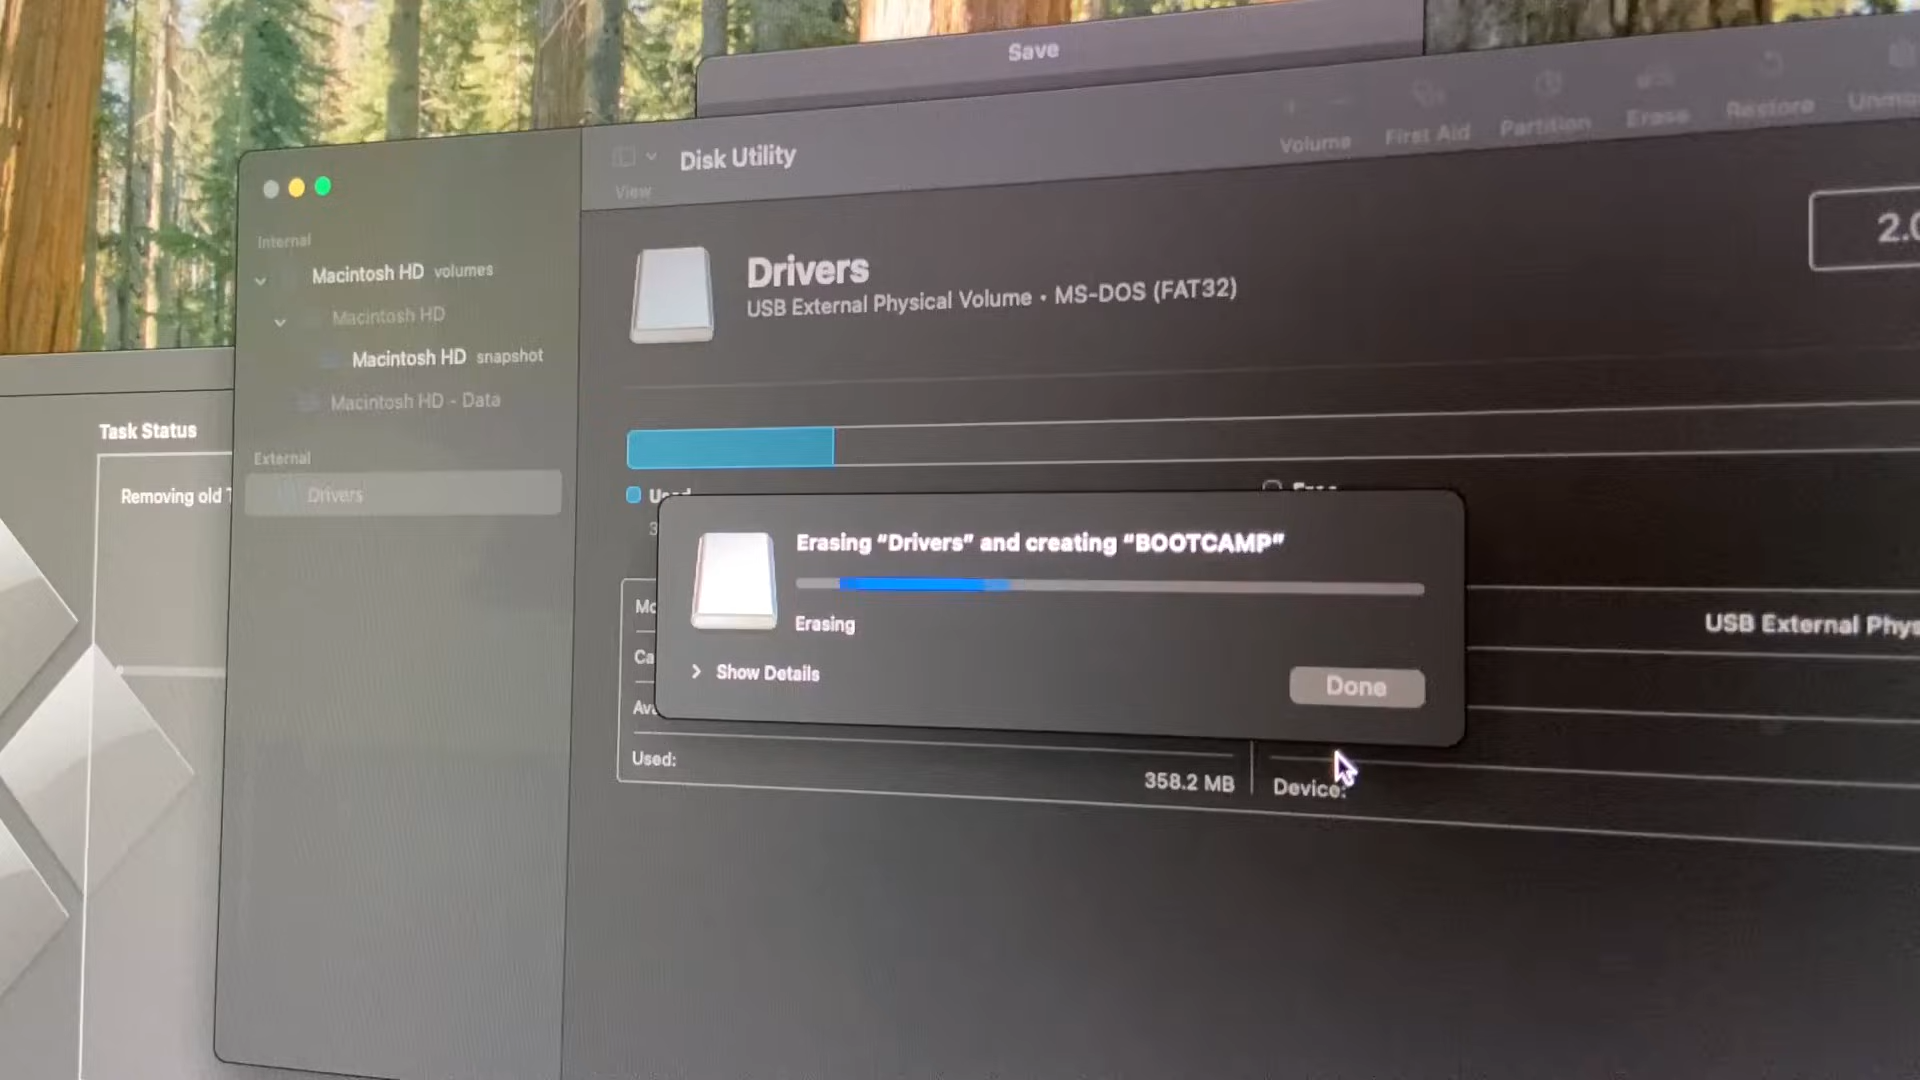 Save
Disk Utility
View
Volume
First Aid
Partition
Erase
Restore
Internal
Macintosh HD volumes
Macintosh HD
Macintosh HD snapshot
Macintosh HD - Data
External
Drivers
Drivers
USB External Physical Volume • MS-DOS (FAT32)
Task Status
Removing old
Erasing “Drivers” and creating “BOOTCAMP”
Erasing
Show Details
Done
USB External
Used:
358.2 MB
Device: